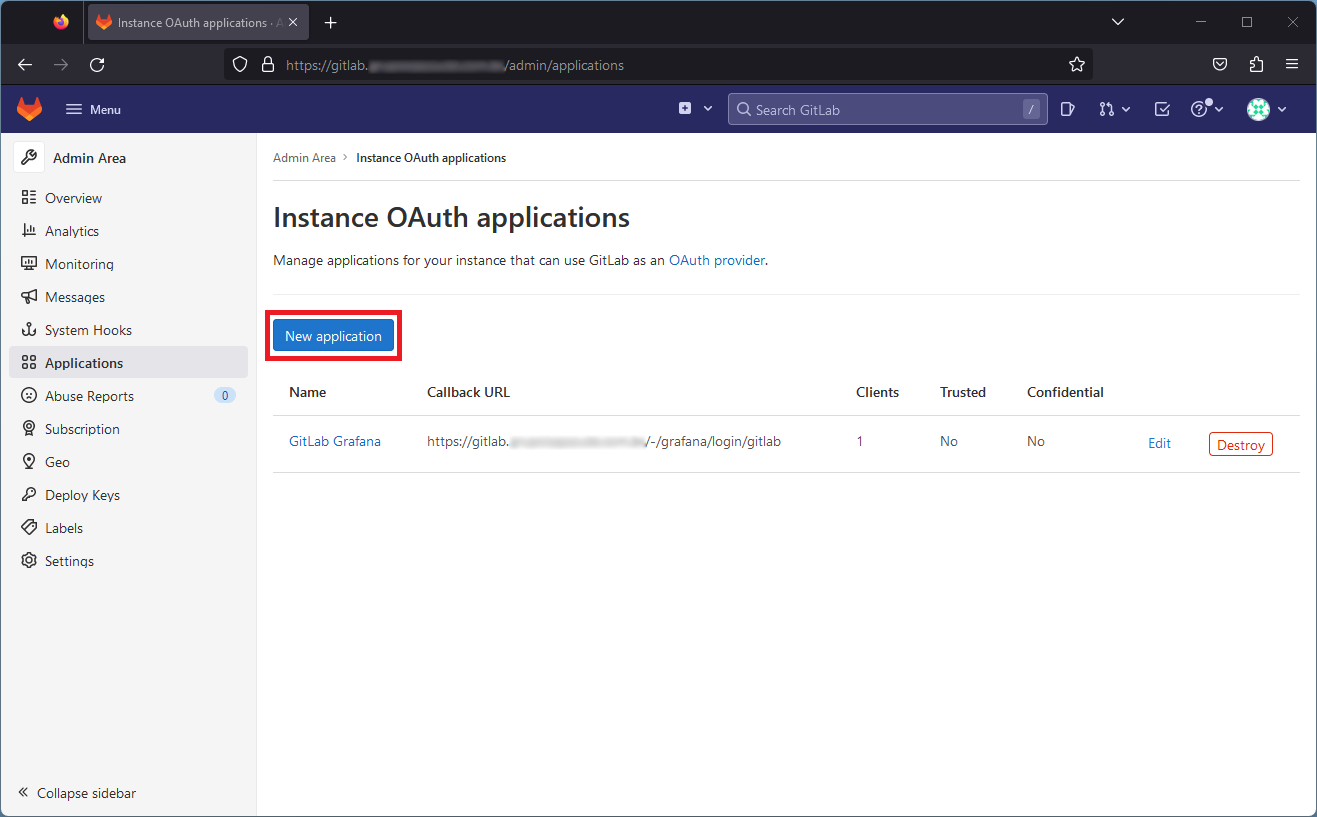 Instance OAuth applications · A
https://gitlab. /admin/applications
Menu
Search GitLab
/
Admin Area
Overview
Analytics
Monitoring
Messages
System Hooks
Applications
Abuse Reports 0
Subscription
Geo
Deploy Keys
Labels
Settings
Collapse sidebar
Admin Area > Instance OAuth applications
Instance OAuth applications
Manage applications for your instance that can use GitLab as an OAuth provider.
New application
Name Callback URL Clients Trusted Confidential
GitLab Grafana https://gitlab. /-/grafana/login/gitlab 1 No No Edit Destroy